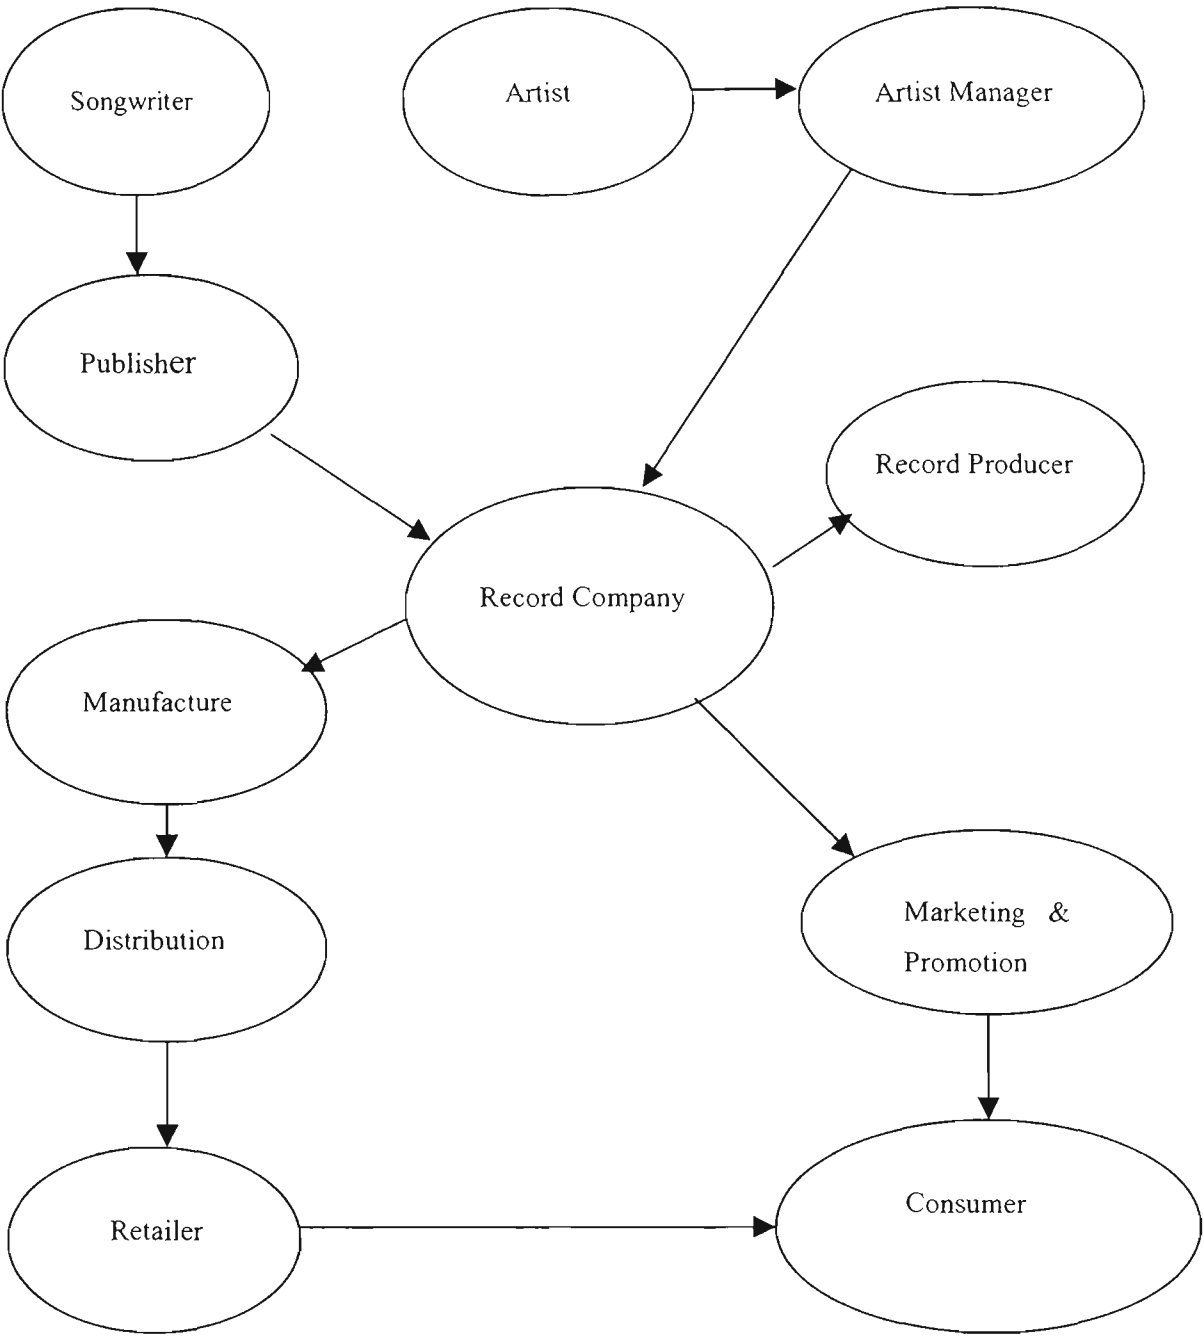 Songwriter
Artist
Artist Manager
Publisher
Record Producer
Record Company
Manufacture
Marketing &
Promotion
Distribution
Consumer
Retailer